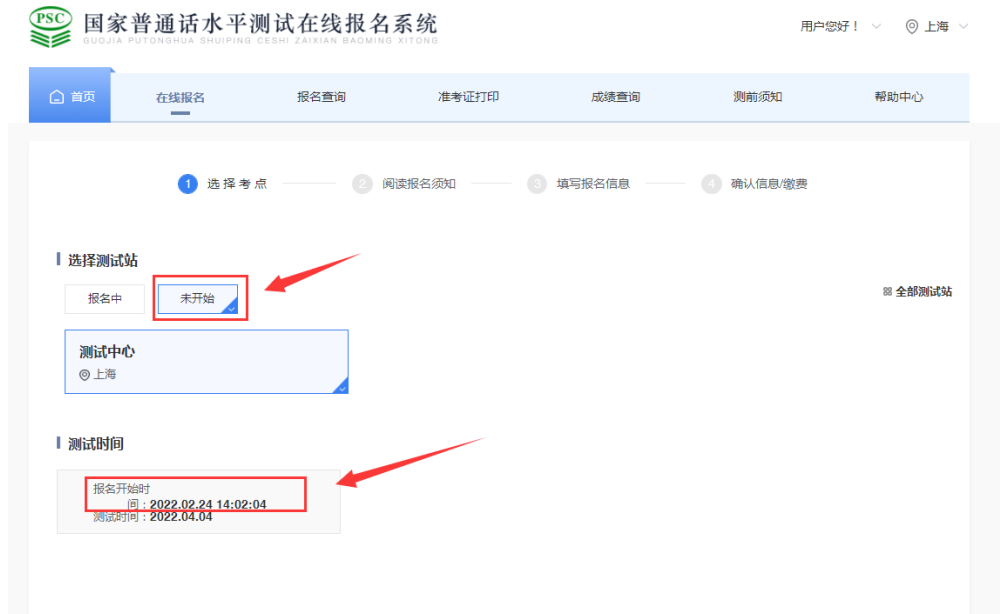 PSC
国家普通话水平测试在线报名系统
GUOJIA PUTONGHUA SHUIPING CESHI ZAIXIAN BAOMING XITONG
用户您好！ 上海
首页 在线报名 报名查询 准考证打印 成绩查询 测前须知 帮助中心
1 选择考点 2 阅读报名须知 3 填写报名信息 4 确认信息/缴费
选择测试站
报名中 未开始 全部测试站
测试中心
上海
测试时间
报名开始时
间：2022.02.24 14:02:04
测试时间：2022.04.04